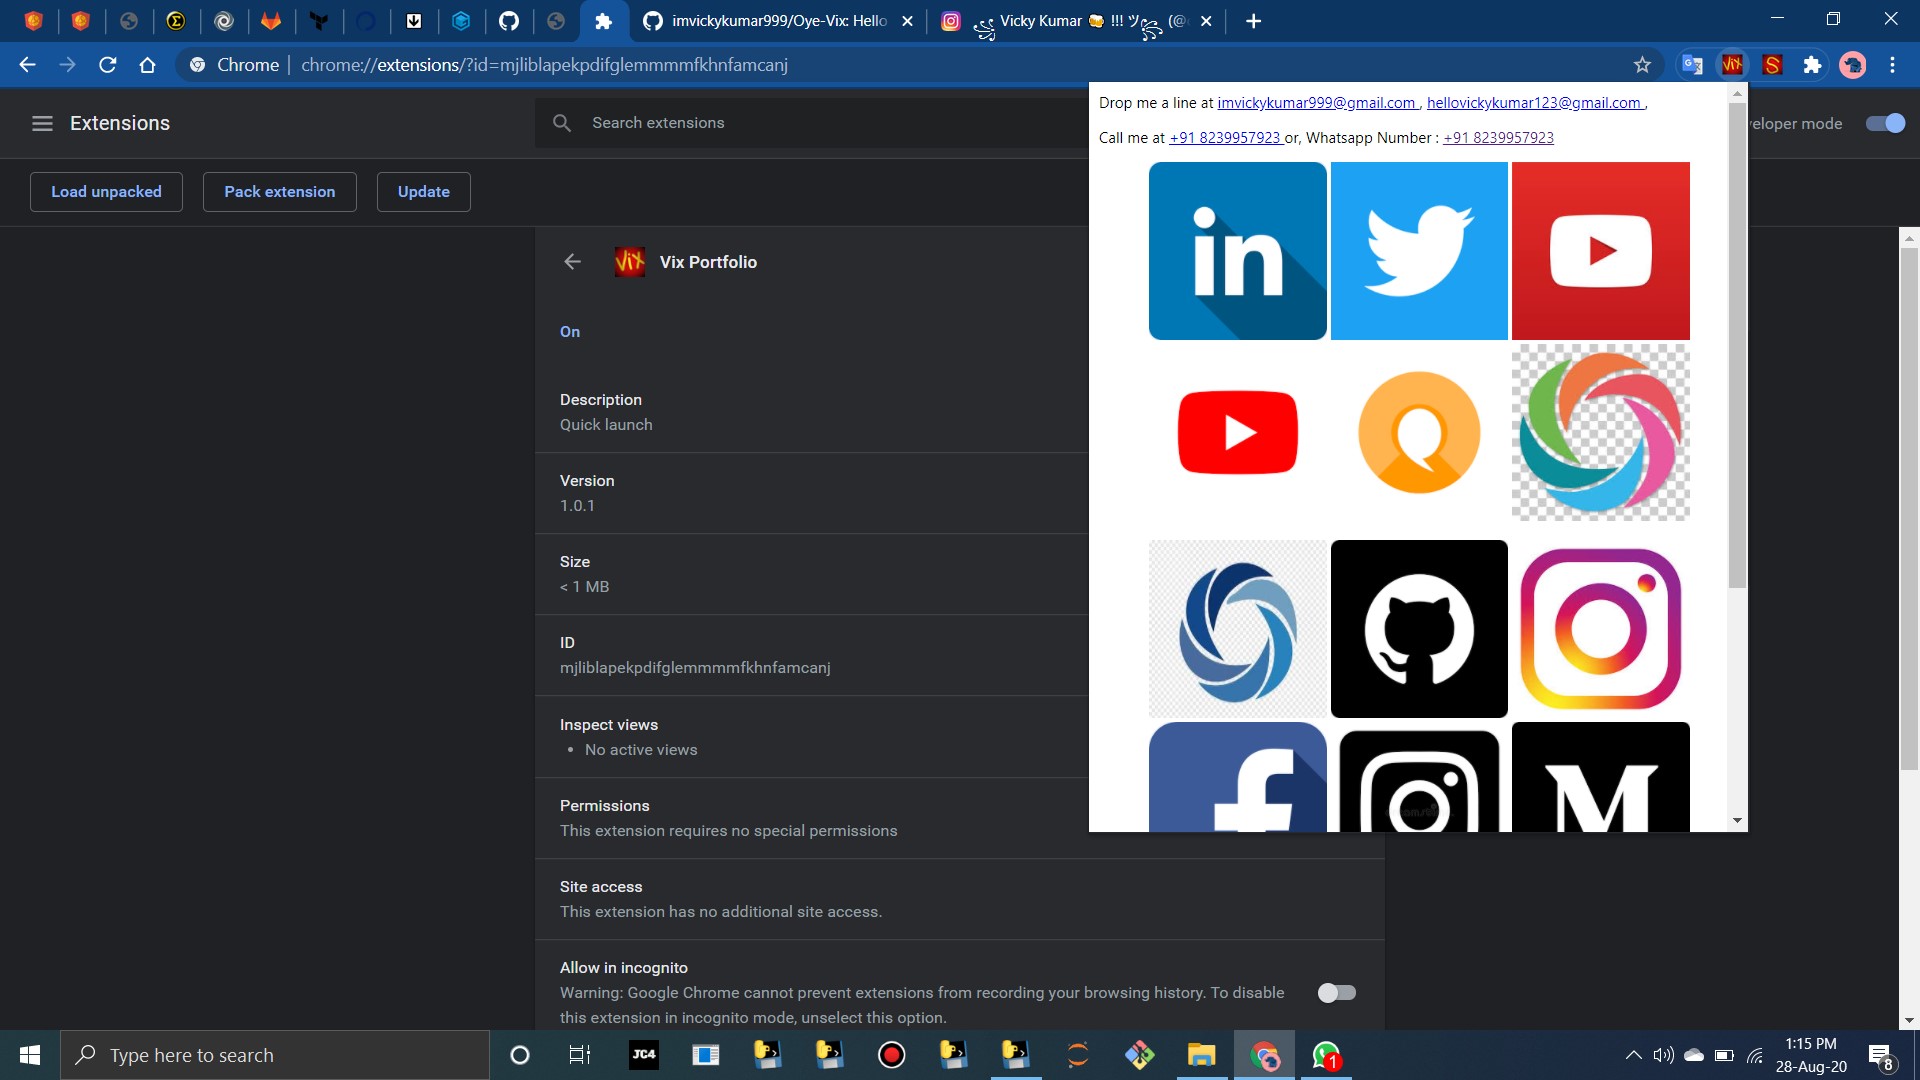 imvickykumar999/Oye-Vix: Hello
Vicky Kumar 🍻 !!! ツ꧂ (@
Chrome | chrome://extensions/?id=mjliblapekpdifglemmmmfkhnfamcanj
Vix
S
Extensions
Search extensions
eloper mode
Load unpacked
Pack extension
Update
Drop me a line at imvickykumar999@gmail.com , hellovickykumar123@gmail.com ,
Call me at +91 8239957923 or, Whatsapp Number : +91 8239957923
in
f
M
Vix
Vix Portfolio
On
Description
Quick launch
Version
1.0.1
Size
< 1 MB
ID
mjliblapekpdifglemmmmfkhnfamcanj
Inspect views
• No active views
Permissions
This extension requires no special permissions
Site access
This extension has no additional site access.
Allow in incognito
Warning: Google Chrome cannot prevent extensions from recording your browsing history. To disable
this extension in incognito mode, unselect this option.
Type here to search
JC4
1
1:15 PM
28-Aug-20
8